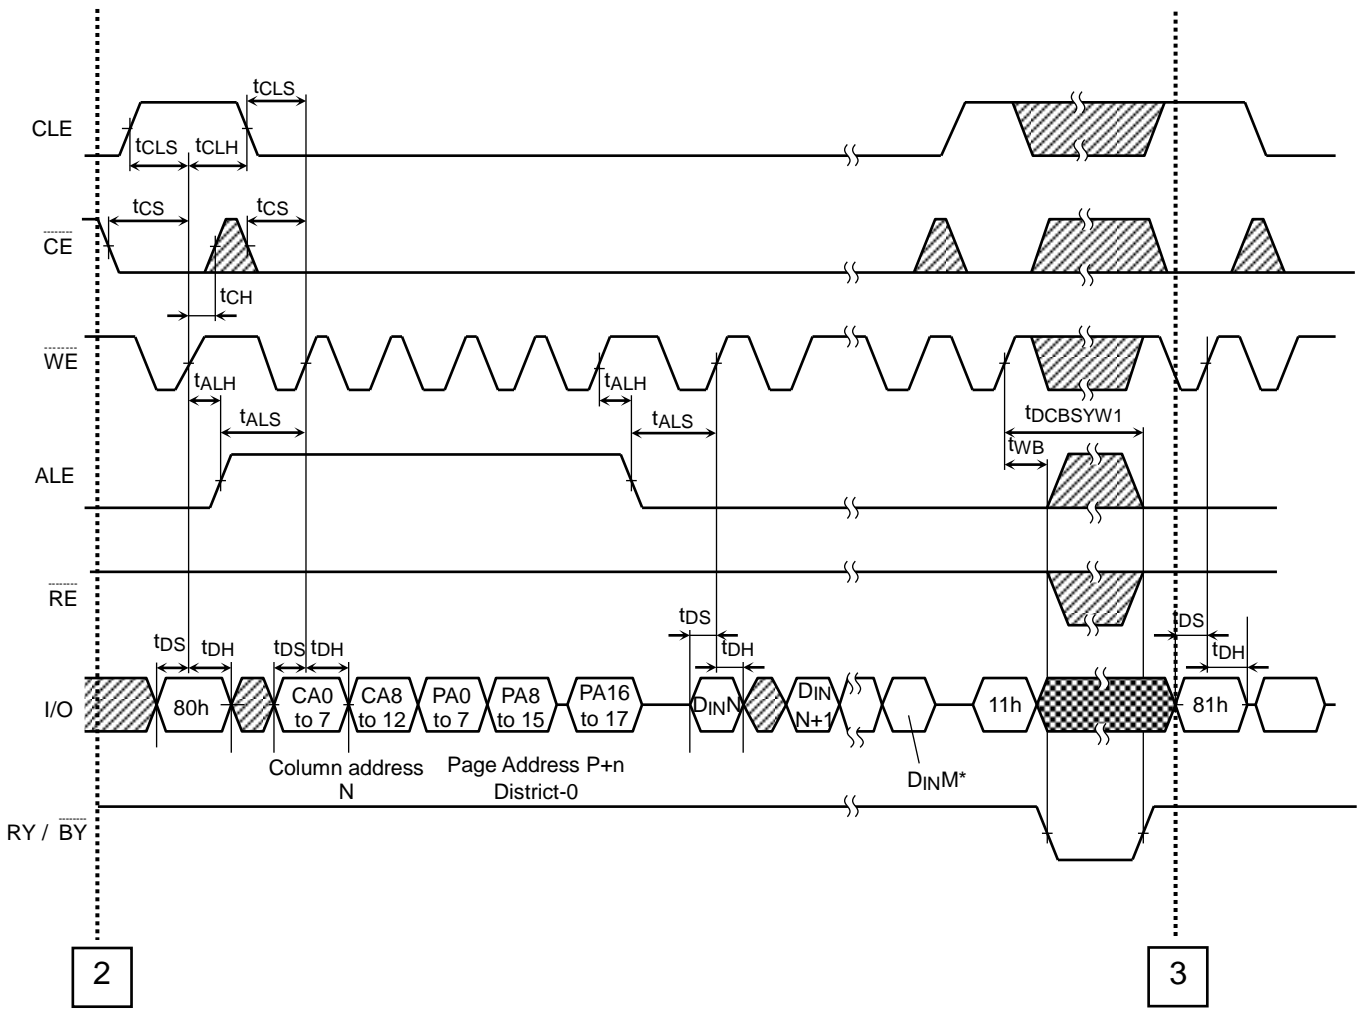 tCLS
CLE
tCLS tCLH
tCS tCS
CE
tCH
WE
tALH tALH
tDCBSYW1
tALS tALS
tWB
ALE
RE
tDS tDH tDS tDH tDS tDH tDS tDH
I/O
80h
CA0 to 7
CA8 to 12
PA0 to 7
PA8 to 15
PA16 to 17
DINN
DIN N+1
11h
81h
Column address
N
Page Address P+n
District-0
DINM*
RY / BY
2 3